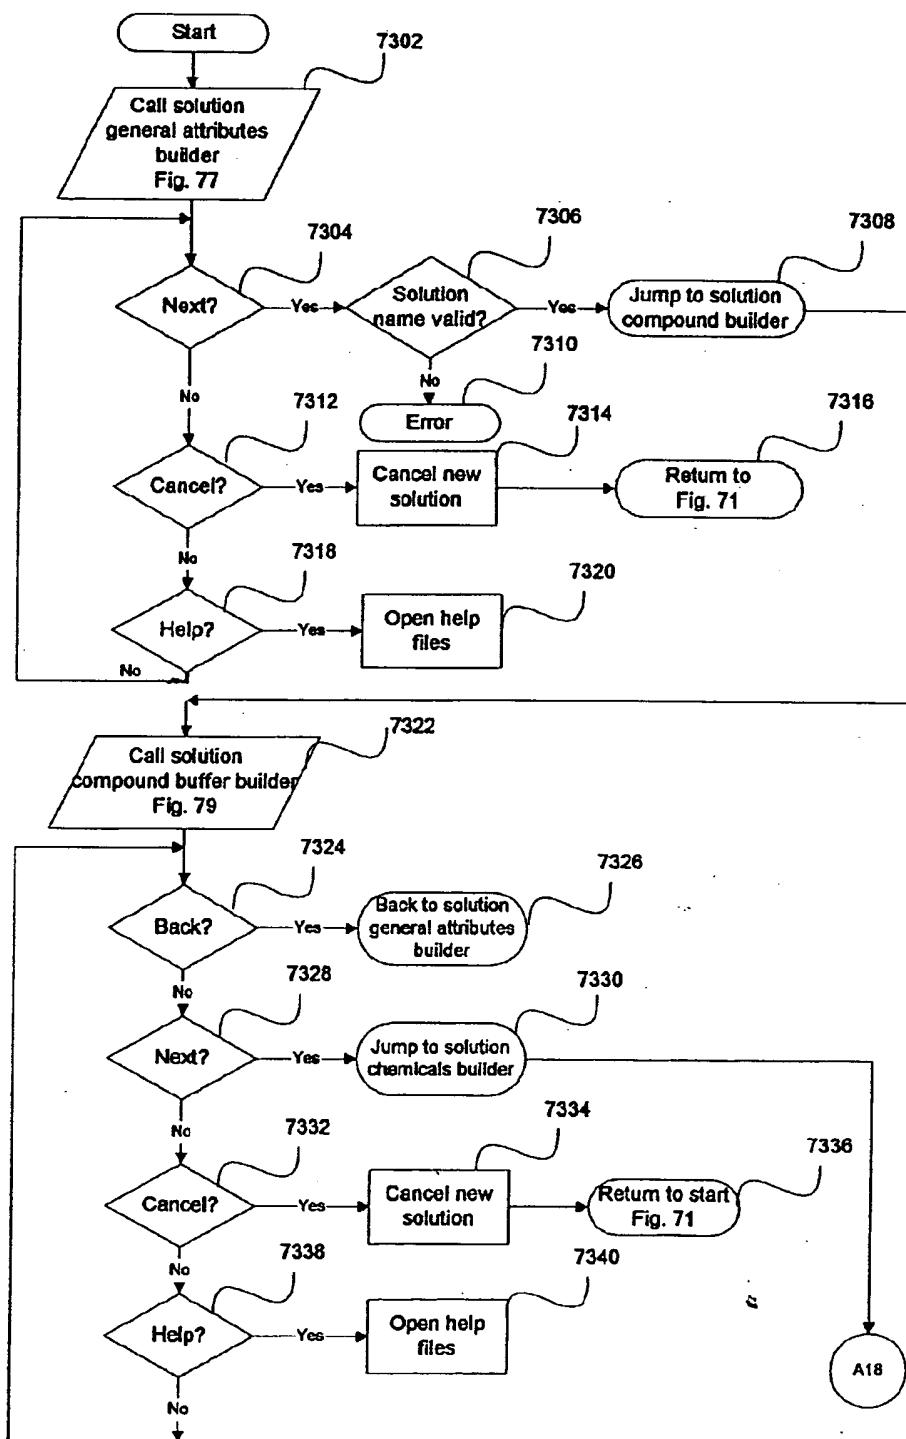 Start
7302
Call solution
general attributes
builder
Fig. 77
7304
7306
7308
Next?
Yes
Solution
name valid?
Yes
Jump to solution
compound builder
No
No
7310
Error
7312
7314
7316
Cancel?
Yes
Cancel new
solution
Return to
Fig. 71
No
7318
7320
Help?
Yes
Open help
files
No
7322
Call solution
compound buffer builder
Fig. 79
7324
7326
Back?
Yes
Back to solution
general attributes
builder
No
7328
7330
Next?
Yes
Jump to solution
chemicals builder
No
7332
7334
7336
Cancel?
Yes
Cancel new
solution
Return to start
Fig. 71
No
7338
7340
Help?
Yes
Open help
files
A18
No